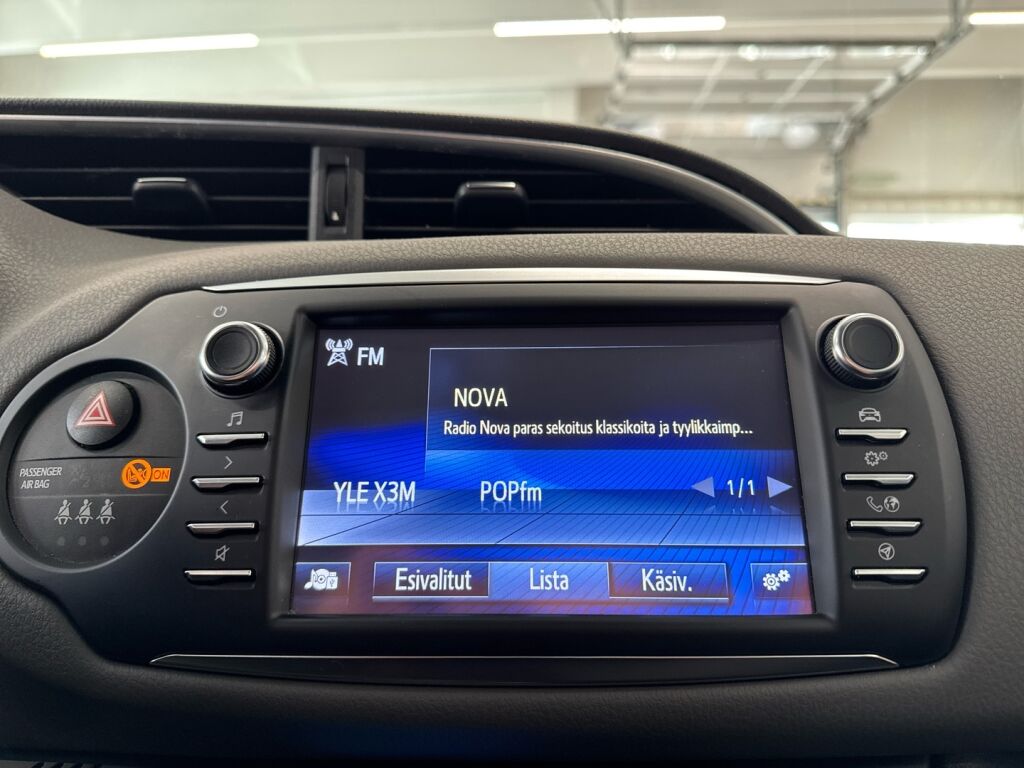 FM
NOVA
Radio Nova paras sekoitus klassikoita ja tyylikkaimp...
YLE X3M POPfm 1/1
Esivalitut Lista Käsiv.
PASSENGER
AIR BAG
ON